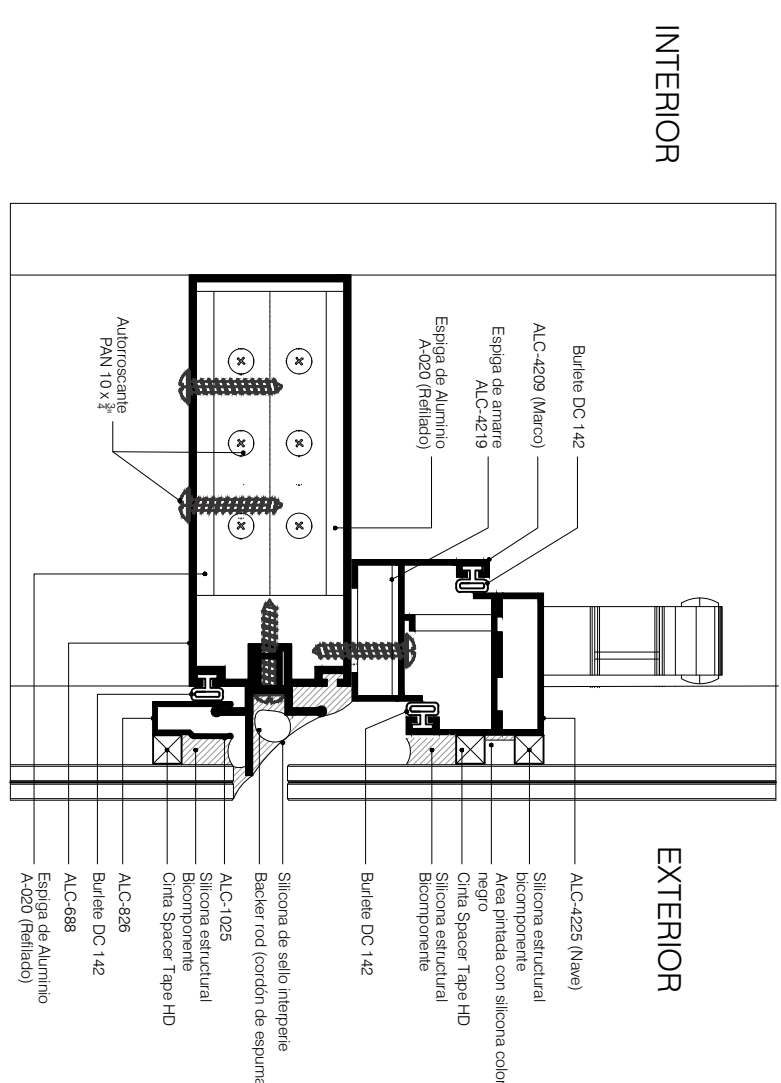 INTERIOR
EXTERIOR
Burlete DC 142
ALC-4209 (Marco)
Espiga de amarre
ALC-4219
Espiga de Aluminio
A-020 (Refilado)
Autorroscante
PAN 10 x 3/4"
ALC-4225 (Nave)
Silicona estructural
bicomponente
Area pintada con silicona color
negro
Cinta Spacer Tape HD
Silicona estructural
Bicomponente
Burlete DC 142
Silicona de sello interperie
Backer rod (cordón de espuma
ALC-1025
Silicona estructural
Bicomponente
Cinta Spacer Tape HD
ALC-826
Burlete DC 142
ALC-688
Espiga de Aluminio
A-020 (Refilado)